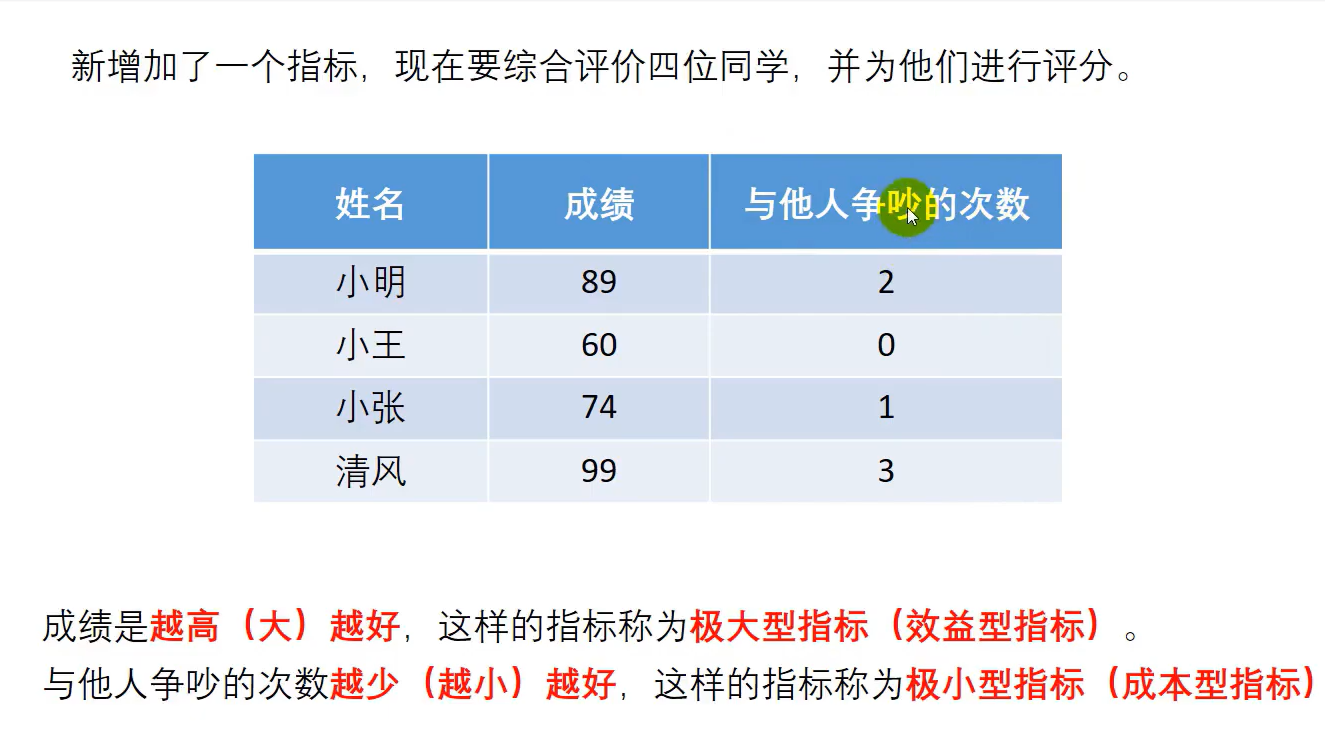 新增加了一个指标，现在要综合评价四位同学，并为他们进行评分。
姓名 成绩 与他人争吵的次数
小明 89 2
小王 60 0
小张 74 1
清风 99 3
成绩是越高（大）越好，这样的指标称为极大型指标（效益型指标）。
与他人争吵的次数越少（越小）越好，这样的指标称为极小型指标（成本型指标）